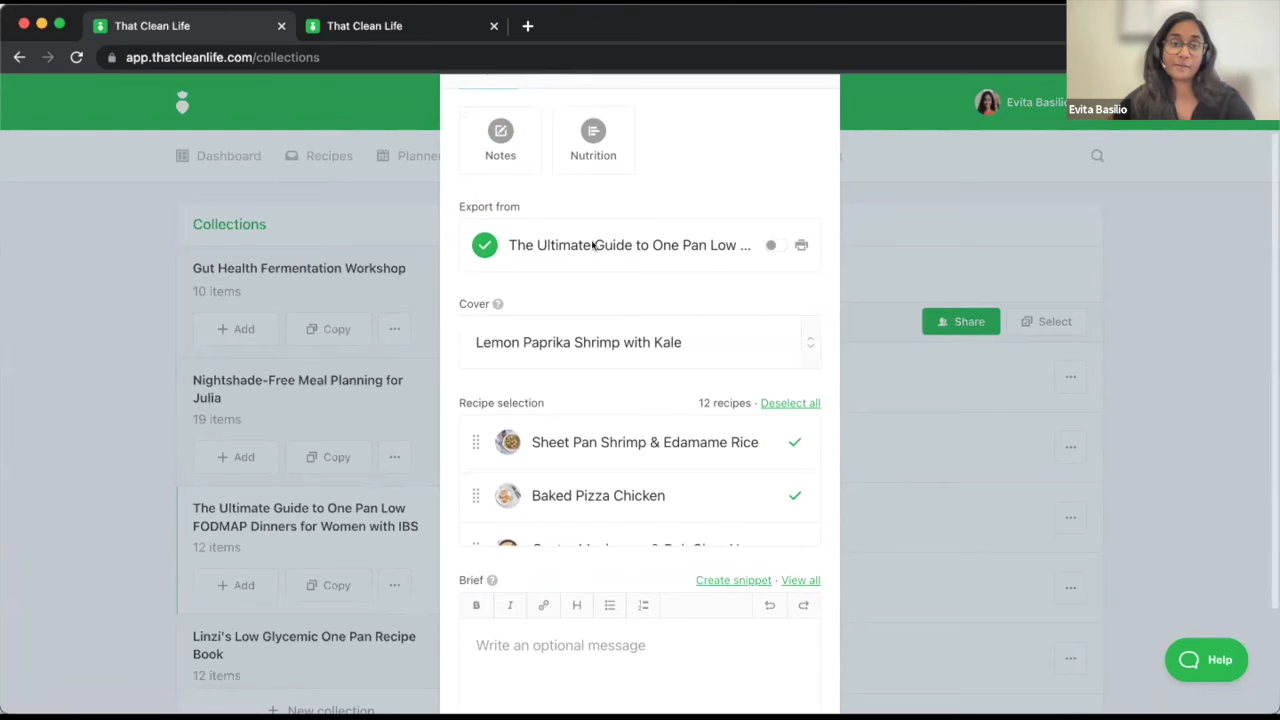 That Clean Life
That Clean Life
app.thatcleanlife.com/collections
Evita Basilio
Evita Basilio
Dashboard
Recipes
Planner
Notes
Nutrition
Export from
The Ultimate Guide to One Pan Low ...
Cover
Lemon Paprika Shrimp with Kale
Recipe selection
12 recipes · Deselect all
Sheet Pan Shrimp & Edamame Rice
Baked Pizza Chicken
Brief
Create snippet · View all
B I H
Write an optional message
Collections
Gut Health Fermentation Workshop
10 items
+ Add
Copy
Nightshade-Free Meal Planning for
Julia
19 items
+ Add
Copy
The Ultimate Guide to One Pan Low
FODMAP Dinners for Women with IBS
12 items
+ Add
Copy
Linzi's Low Glycemic One Pan Recipe
Book
12 items
+ New collection
Share
Select
Help